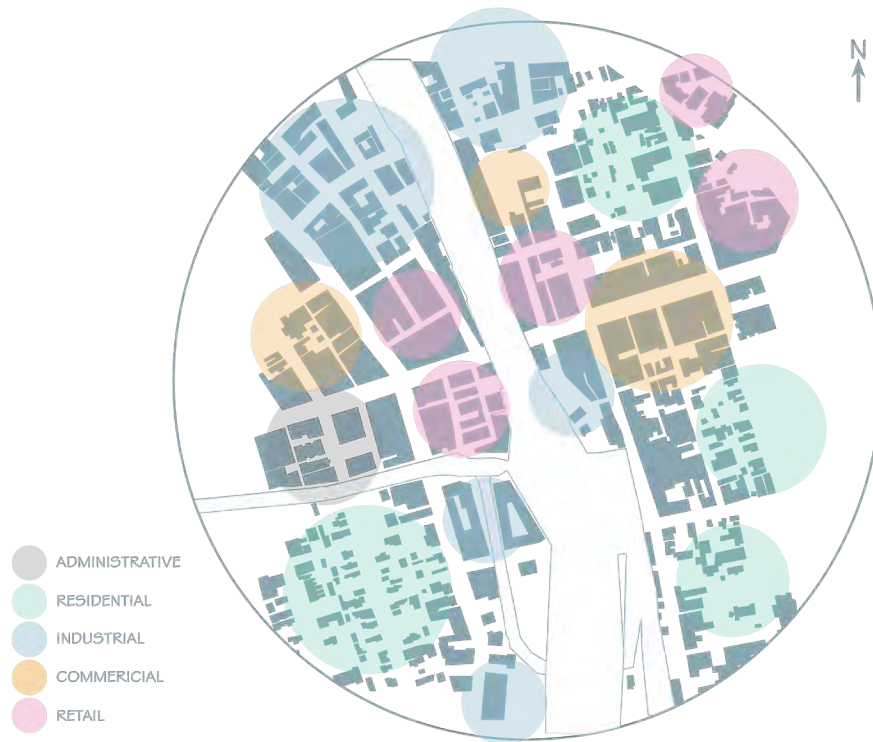 N
ADMINISTRATIVE
RESIDENTIAL
INDUSTRIAL
COMMERICIAL
RETAIL